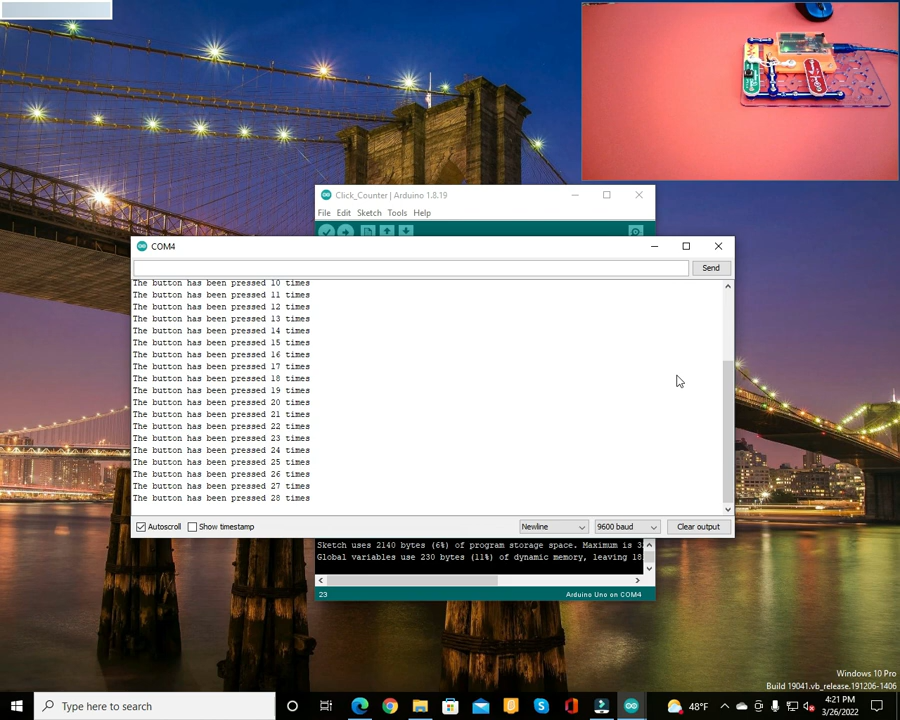 Click_Counter | Arduino 1.8.19
File Edit Sketch Tools Help
COM4
Send
The button has been pressed 10 times
The button has been pressed 11 times
The button has been pressed 12 times
The button has been pressed 13 times
The button has been pressed 14 times
The button has been pressed 15 times
The button has been pressed 16 times
The button has been pressed 17 times
The button has been pressed 18 times
The button has been pressed 19 times
The button has been pressed 20 times
The button has been pressed 21 times
The button has been pressed 22 times
The button has been pressed 23 times
The button has been pressed 24 times
The button has been pressed 25 times
The button has been pressed 26 times
The button has been pressed 27 times
The button has been pressed 28 times
Autoscroll Show timestamp Newline 9600 baud Clear output
Sketch uses 2140 bytes (6%) of program storage space. Maximum is 3
Global variables use 230 bytes (11%) of dynamic memory, leaving 18
23 Arduino Uno on COM4
Windows 10 Pro
Build 19041.vb_release.191206-1406
Type here to search
48°F
4:21 PM
3/26/2022